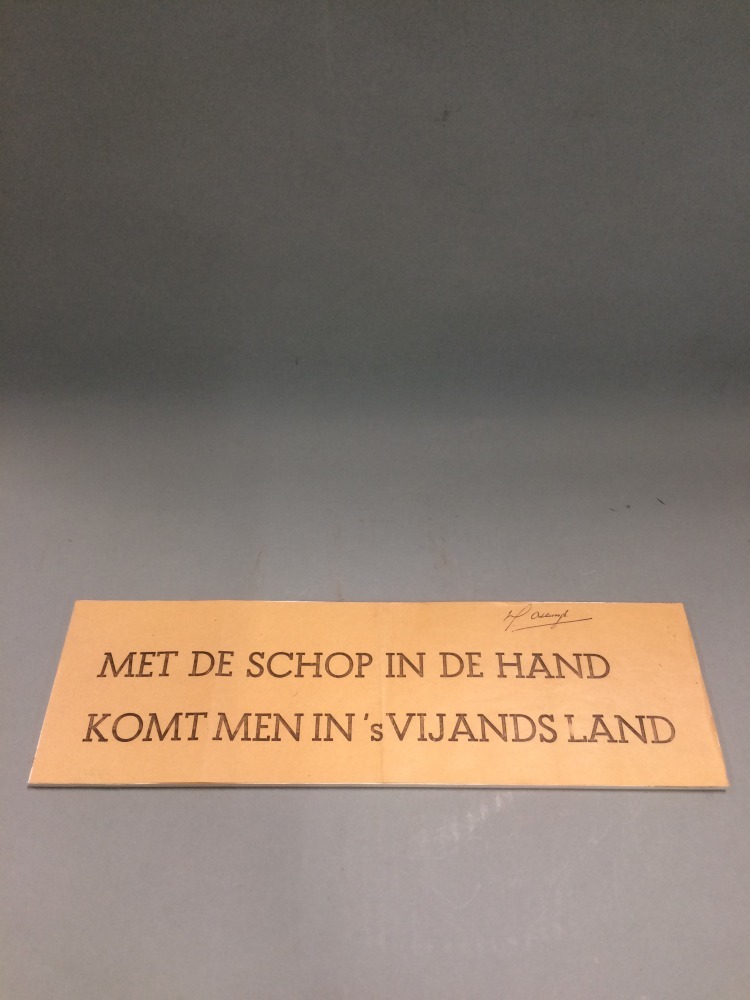 MET DE SCHOP IN DE HAND
KOMT MEN IN 's VIJANDS LAND